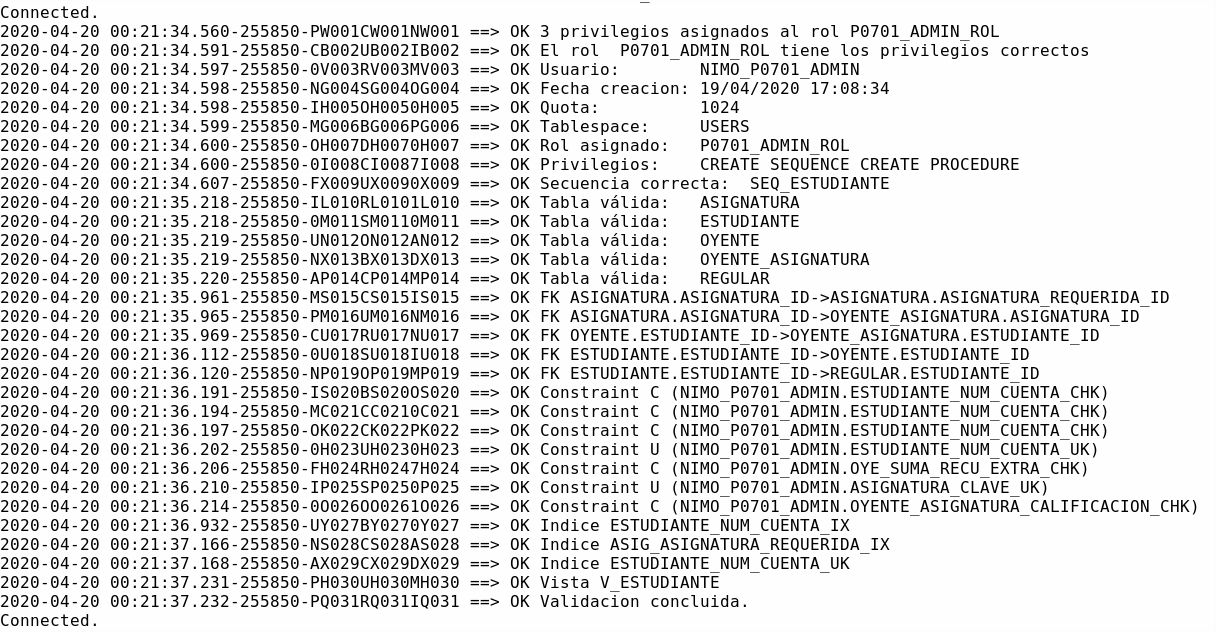 Connected.
2020-04-20 00:21:34.560-255850-PW001CW001NW001 ==> OK 3 privilegios asignados al rol P0701_ADMIN_ROL
2020-04-20 00:21:34.591-255850-CB002UB002IB002 ==> OK El rol  P0701_ADMIN_ROL tiene los privilegios correctos
2020-04-20 00:21:34.597-255850-0V003RV003MV003 ==> OK Usuario:        NIMO_P0701_ADMIN
2020-04-20 00:21:34.598-255850-NG004SG004OG004 ==> OK Fecha creacion: 19/04/2020 17:08:34
2020-04-20 00:21:34.598-255850-IH005OH0050H005 ==> OK Quota:          1024
2020-04-20 00:21:34.599-255850-MG006BG006PG006 ==> OK Tablespace:     USERS
2020-04-20 00:21:34.600-255850-OH007DH0070H007 ==> OK Rol asignado:   P0701_ADMIN_ROL
2020-04-20 00:21:34.600-255850-0I008CI0087I008 ==> OK Privilegios:    CREATE SEQUENCE CREATE PROCEDURE
2020-04-20 00:21:34.607-255850-FX009UX0090X009 ==> OK Secuencia correcta:  SEQ_ESTUDIANTE
2020-04-20 00:21:35.218-255850-IL010RL0101L010 ==> OK Tabla válida:   ASIGNATURA
2020-04-20 00:21:35.218-255850-0M011SM0110M011 ==> OK Tabla válida:   ESTUDIANTE
2020-04-20 00:21:35.219-255850-UN012ON012AN012 ==> OK Tabla válida:   OYENTE
2020-04-20 00:21:35.219-255850-NX013BX013DX013 ==> OK Tabla válida:   OYENTE_ASIGNATURA
2020-04-20 00:21:35.220-255850-AP014CP014MP014 ==> OK Tabla válida:   REGULAR
2020-04-20 00:21:35.961-255850-MS015CS015IS015 ==> OK FK ASIGNATURA.ASIGNATURA_ID->ASIGNATURA.ASIGNATURA_REQUERIDA_ID
2020-04-20 00:21:35.965-255850-PM016UM016NM016 ==> OK FK ASIGNATURA.ASIGNATURA_ID->OYENTE_ASIGNATURA.ASIGNATURA_ID
2020-04-20 00:21:35.969-255850-CU017RU017NU017 ==> OK FK OYENTE.ESTUDIANTE_ID->OYENTE_ASIGNATURA.ESTUDIANTE_ID
2020-04-20 00:21:36.112-255850-0U018SU018IU018 ==> OK FK ESTUDIANTE.ESTUDIANTE_ID->OYENTE.ESTUDIANTE_ID
2020-04-20 00:21:36.120-255850-NP019OP019MP019 ==> OK FK ESTUDIANTE.ESTUDIANTE_ID->REGULAR.ESTUDIANTE_ID
2020-04-20 00:21:36.191-255850-IS020BS020OS020 ==> OK Constraint C (NIMO_P0701_ADMIN.ESTUDIANTE_NUM_CUENTA_CHK)
2020-04-20 00:21:36.194-255850-MC021CC0210C021 ==> OK Constraint C (NIMO_P0701_ADMIN.ESTUDIANTE_NUM_CUENTA_CHK)
2020-04-20 00:21:36.197-255850-OK022CK022PK022 ==> OK Constraint C (NIMO_P0701_ADMIN.ESTUDIANTE_NUM_CUENTA_CHK)
2020-04-20 00:21:36.202-255850-0H023UH0230H023 ==> OK Constraint U (NIMO_P0701_ADMIN.ESTUDIANTE_NUM_CUENTA_UK)
2020-04-20 00:21:36.206-255850-FH024RH0247H024 ==> OK Constraint C (NIMO_P0701_ADMIN.OYE_SUMA_RECU_EXTRA_CHK)
2020-04-20 00:21:36.210-255850-IP025SP0250P025 ==> OK Constraint U (NIMO_P0701_ADMIN.ASIGNATURA_CLAVE_UK)
2020-04-20 00:21:36.214-255850-0O026OO0261O026 ==> OK Constraint C (NIMO_P0701_ADMIN.OYENTE_ASIGNATURA_CALIFICACION_CHK)
2020-04-20 00:21:36.932-255850-UY027BY0270Y027 ==> OK Indice ESTUDIANTE_NUM_CUENTA_IX
2020-04-20 00:21:37.166-255850-NS028CS028AS028 ==> OK Indice ASIG_ASIGNATURA_REQUERIDA_IX
2020-04-20 00:21:37.168-255850-AX029CX029DX029 ==> OK Indice ESTUDIANTE_NUM_CUENTA_UK
2020-04-20 00:21:37.231-255850-PH030UH030MH030 ==> OK Vista V_ESTUDIANTE
2020-04-20 00:21:37.232-255850-PQ031RQ031IQ031 ==> OK Validacion concluida.
Connected.